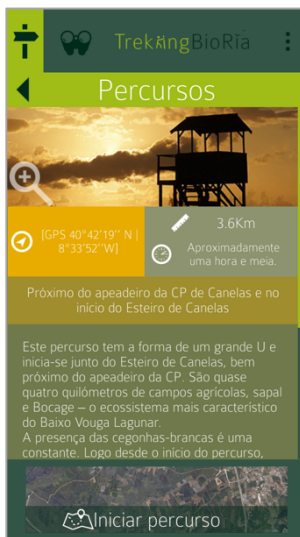 TrekkingBioRia
Percursos
[GPS 40°42'19'' N |
8°33'52''W]
3.6Km
Aproximadamente
uma hora e meia.
Próximo do apeadeiro da CP de Canelas e no
início do Esteiro de Canelas
Este percurso tem a forma de um grande U e
inicia-se junto do Esteiro de Canelas, bem
próximo do apeadeiro da CP. São quase
quatro quilómetros de campos agrícolas, sapal
e Bocage – o ecossistema mais característico
do Baixo Vouga Lagunar.
A presença das cegonhas-brancas é uma
constante. Logo desde o início do percurso,
Iniciar percurso